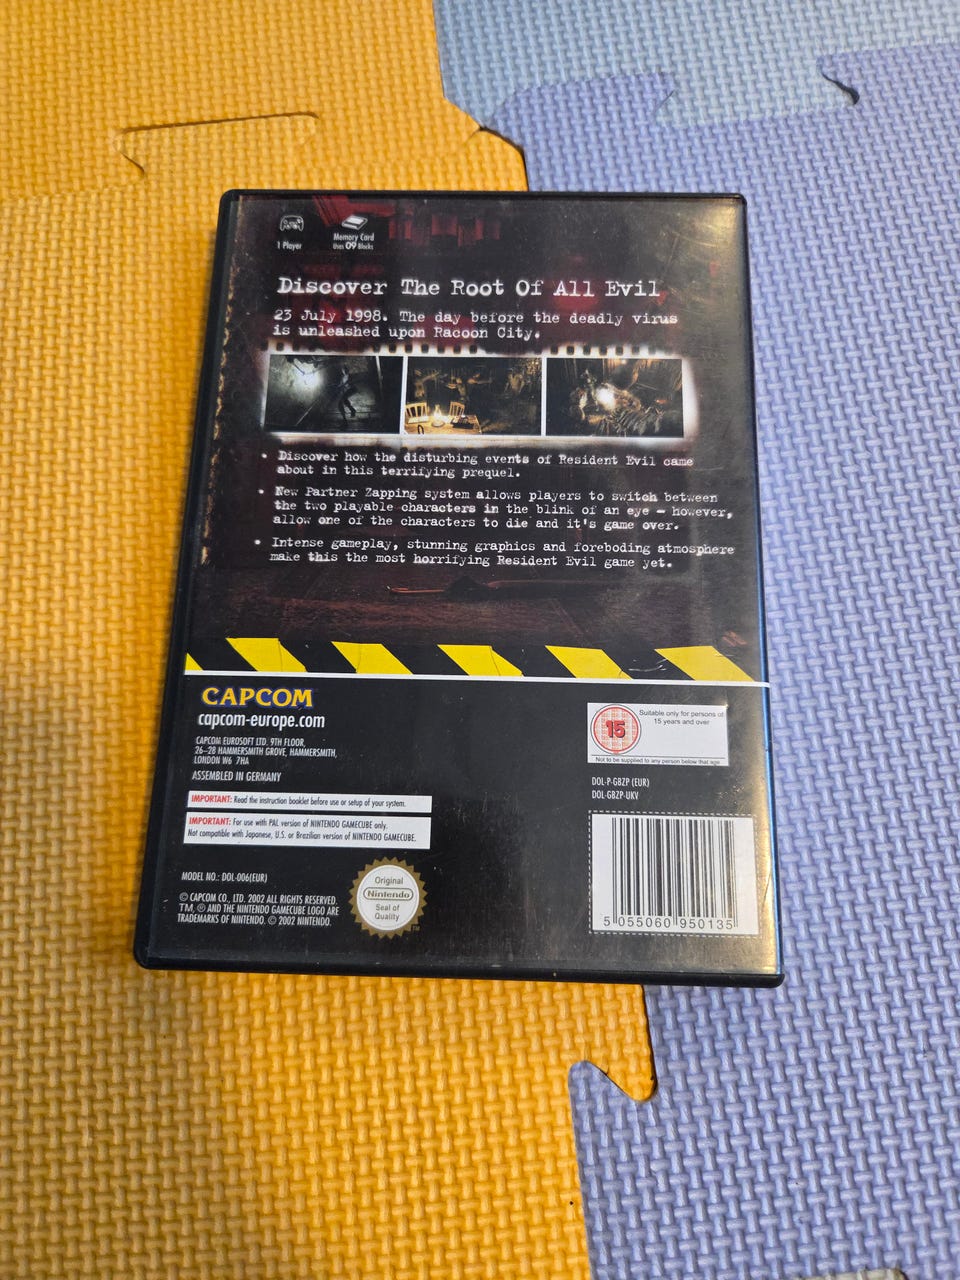 1 Player
Memory Card
Uses 09 Blocks
Discover The Root Of All Evil
23 July 1998. The day before the deadly virus
is unleashed upon Racoon City.
• Discover how the disturbing events of Resident Evil came
about in this terrifying prequel.
• New Partner Zapping system allows players to switch between
the two playable characters in the blink of an eye – however,
allow one of the characters to die and it's game over.
• Intense gameplay, stunning graphics and foreboding atmosphere
make this the most horrifying Resident Evil game yet.
CAPCOM
capcom-europe.com
CAPCOM EUROSOFT LTD. 9TH FLOOR,
26–28 HAMMERSMITH GROVE, HAMMERSMITH,
LONDON W6 7HA
ASSEMBLED IN GERMANY
IMPORTANT: Read the instruction booklet before use or setup of your system.
IMPORTANT: For use with PAL version of NINTENDO GAMECUBE only.
Not compatible with Japanese, U.S. or Brazilian version of NINTENDO GAMECUBE.
MODEL NO.: DOL-006(EUR)
© CAPCOM CO., LTD. 2002 ALL RIGHTS RESERVED.
TM, ® AND THE NINTENDO GAMECUBE LOGO ARE
TRADEMARKS OF NINTENDO. © 2002 NINTENDO.
Original
Nintendo
Seal of
Quality
TM
15
Suitable only for persons of
15 years and over
Not to be supplied to any person below that age
DOL-P-GBZP (EUR)
DOL-GBZP-UKV
5 055060 950135